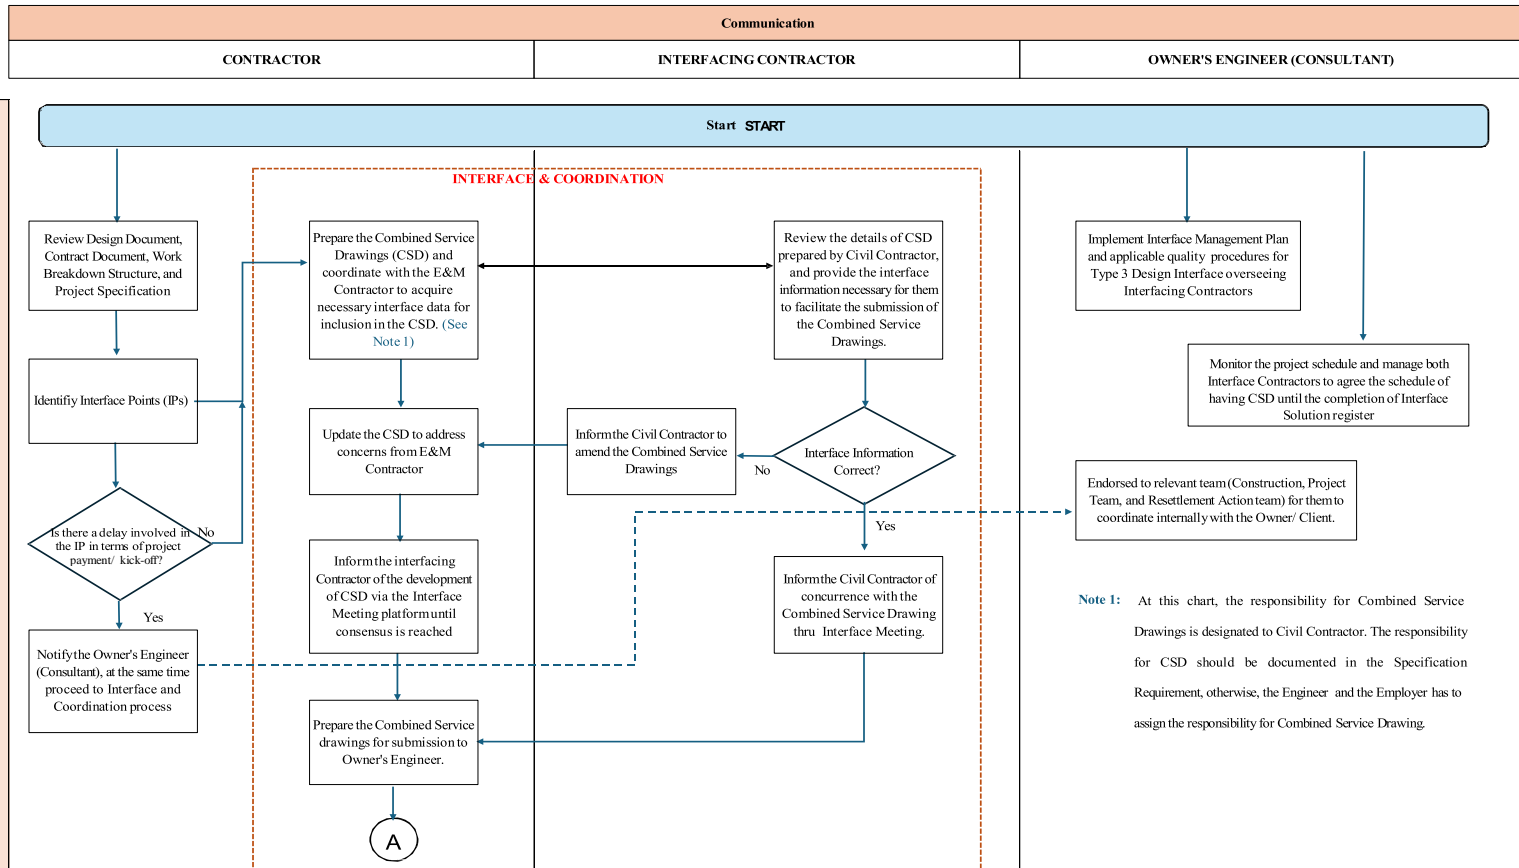 Communication
CONTRACTOR
INTERFACING CONTRACTOR
OWNER'S ENGINEER (CONSULTANT)
Start START
INTERFACE & COORDINATION
Review Design Document,
Contract Document, Work
Breakdown Structure, and
Project Specification
Identifiy Interface Points (IPs)
Is there a delay involved in
the IP in terms of project
payment/ kick-off?
No
Yes
Notify the Owner's Engineer
(Consultant), at the same time
proceed to Interface and
Coordination process
Prepare the Combined Service
Drawings (CSD) and
coordinate with the E&M
Contractor to acquire
necessary interface data for
inclusion in the CSD. (See
Note 1)
Update the CSD to address
concerns from E&M
Contractor
Inform the interfacing
Contractor of the development
of CSD via the Interface
Meeting platform until
consensus is reached
Prepare the Combined Service
drawings for submission to
Owner's Engineer.
A
Review the details of CSD
prepared by Civil Contractor,
and provide the interface
information necessary for them
to facilitate the submission of
the Combined Service
Drawings.
Interface Information
Correct?
No
Inform the Civil Contractor to
amend the Combined Service
Drawings
Yes
Inform the Civil Contractor of
concurrence with the
Combined Service Drawing
thru Interface Meeting.
Implement Interface Management Plan
and applicable quality procedures for
Type 3 Design Interface overseeing
Interfacing Contractors
Monitor the project schedule and manage both
Interface Contractors to agree the schedule of
having CSD until the completion of Interface
Solution register
Endorsed to relevant team (Construction, Project
Team, and Resettlement Action team) for them to
coordinate internally with the Owner/ Client.
Note 1: At this chart, the responsibility for Combined Service
Drawings is designated to Civil Contractor. The responsibility
for CSD should be documented in the Specification
Requirement, otherwise, the Engineer and the Employer has to
assign the responsibility for Combined Service Drawing.